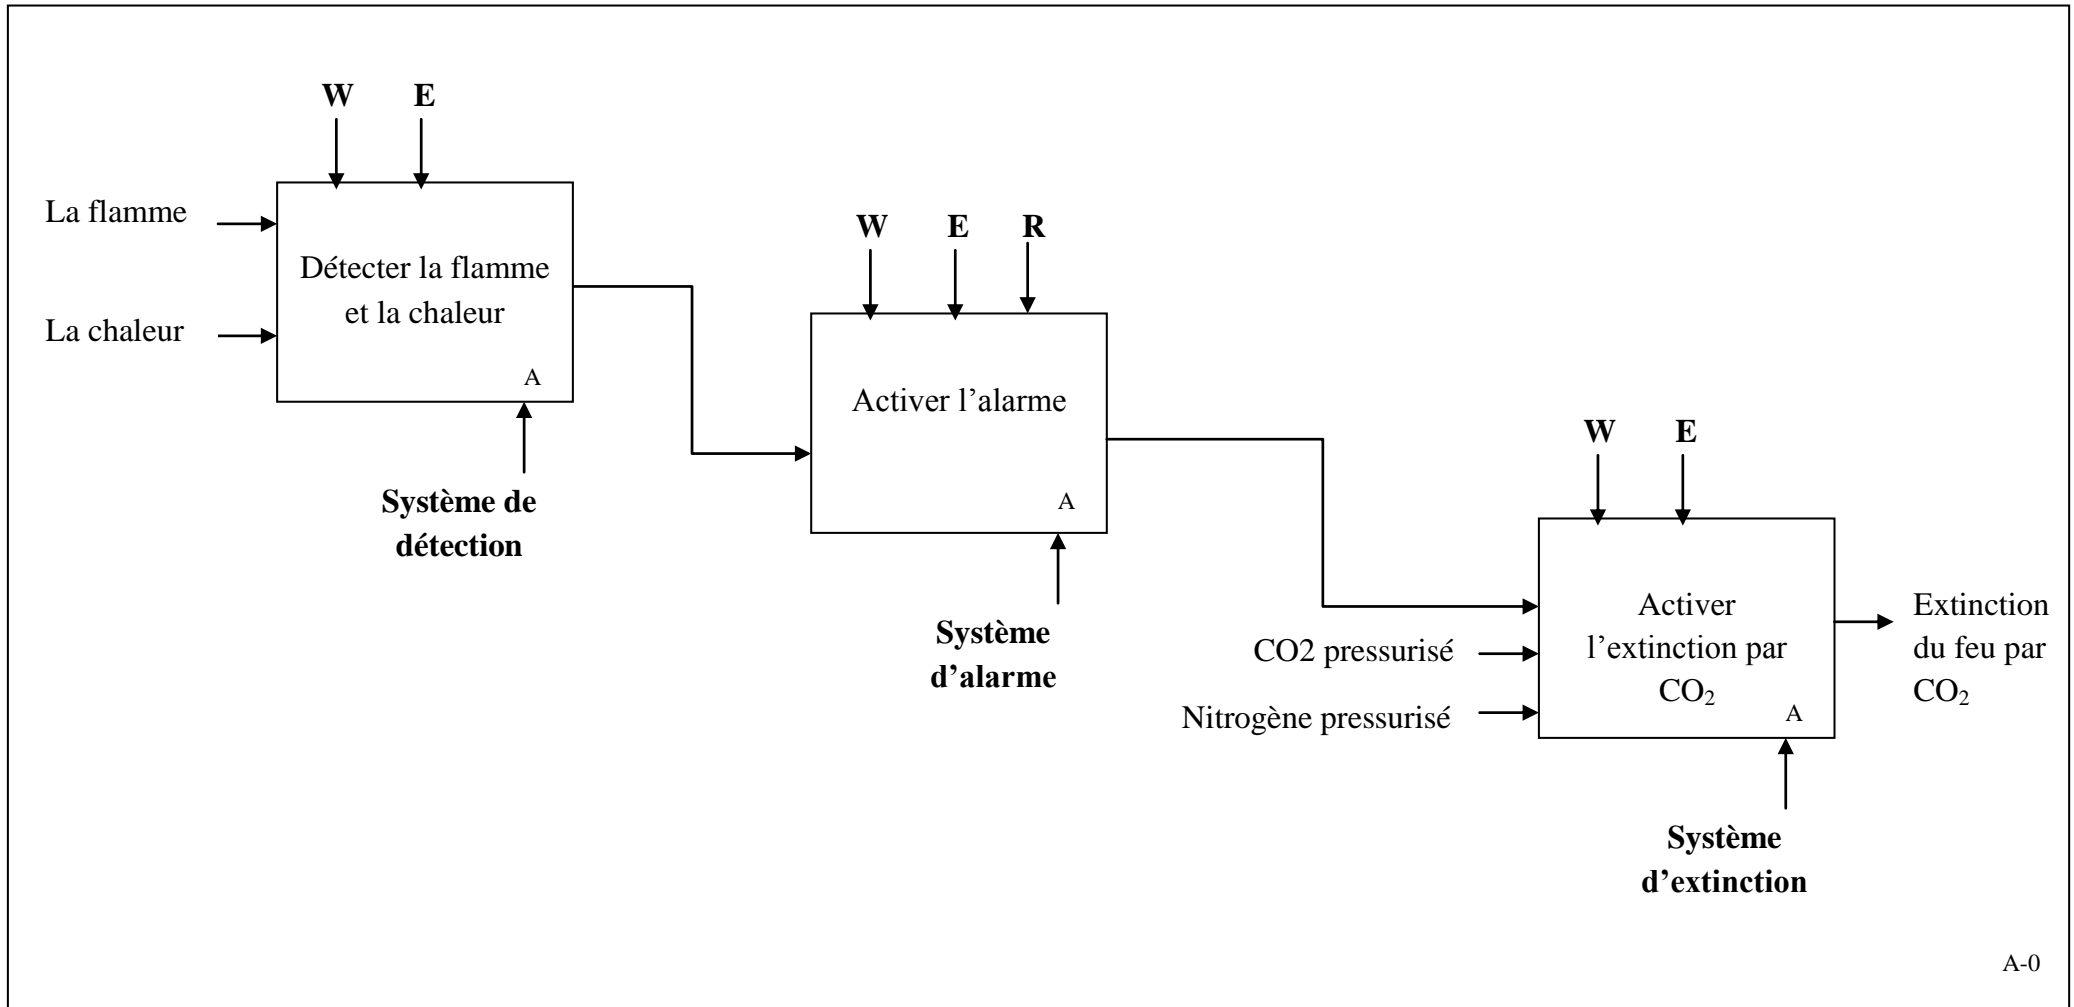 W E
La flamme
Détecter la flamme
et la chaleur
La chaleur
A
Système de
détection
W E R
Activer l’alarme
A
Système
d’alarme
W E
Activer
l’extinction par
CO₂
A
CO2 pressurisé
Nitrogène pressurisé
Extinction
du feu par
CO₂
Système
d’extinction
A-0